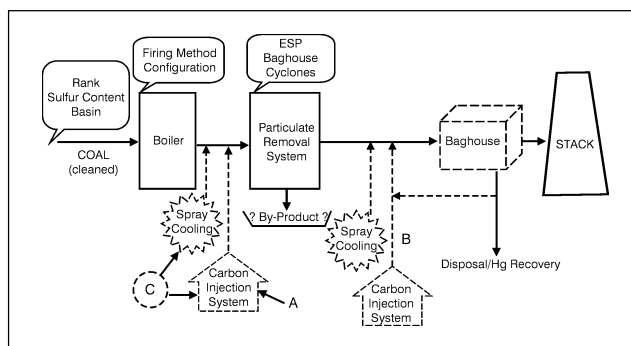 Rank
Sulfur Content
Basin
Firing Method
Configuration
ESP
Baghouse
Cyclones
COAL
(cleaned)
Boiler
Particulate
Removal
System
Baghouse
STACK
Spray
Cooling
? By-Product ?
Spray
Cooling
B
Disposal/Hg Recovery
C
Carbon
Injection
System
A
Carbon
Injection
System